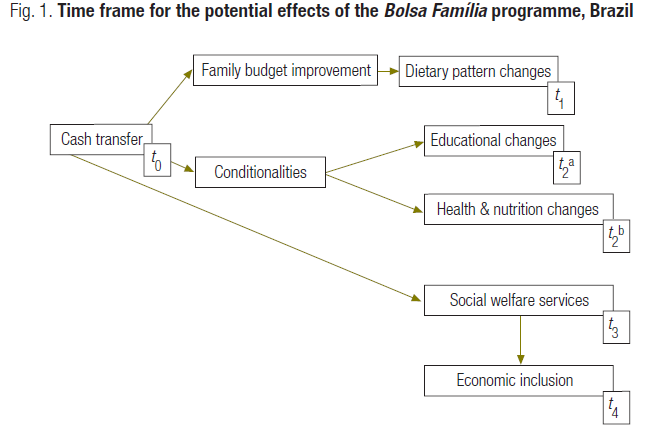 Fig. 1. Time frame for the potential effects of the Bolsa Família programme, Brazil
Family budget improvement
Dietary pattern changes
t1
Cash transfer
t0
Conditionalities
Educational changes
t2a
Health & nutrition changes
t2b
Social welfare services
t3
Economic inclusion
t4